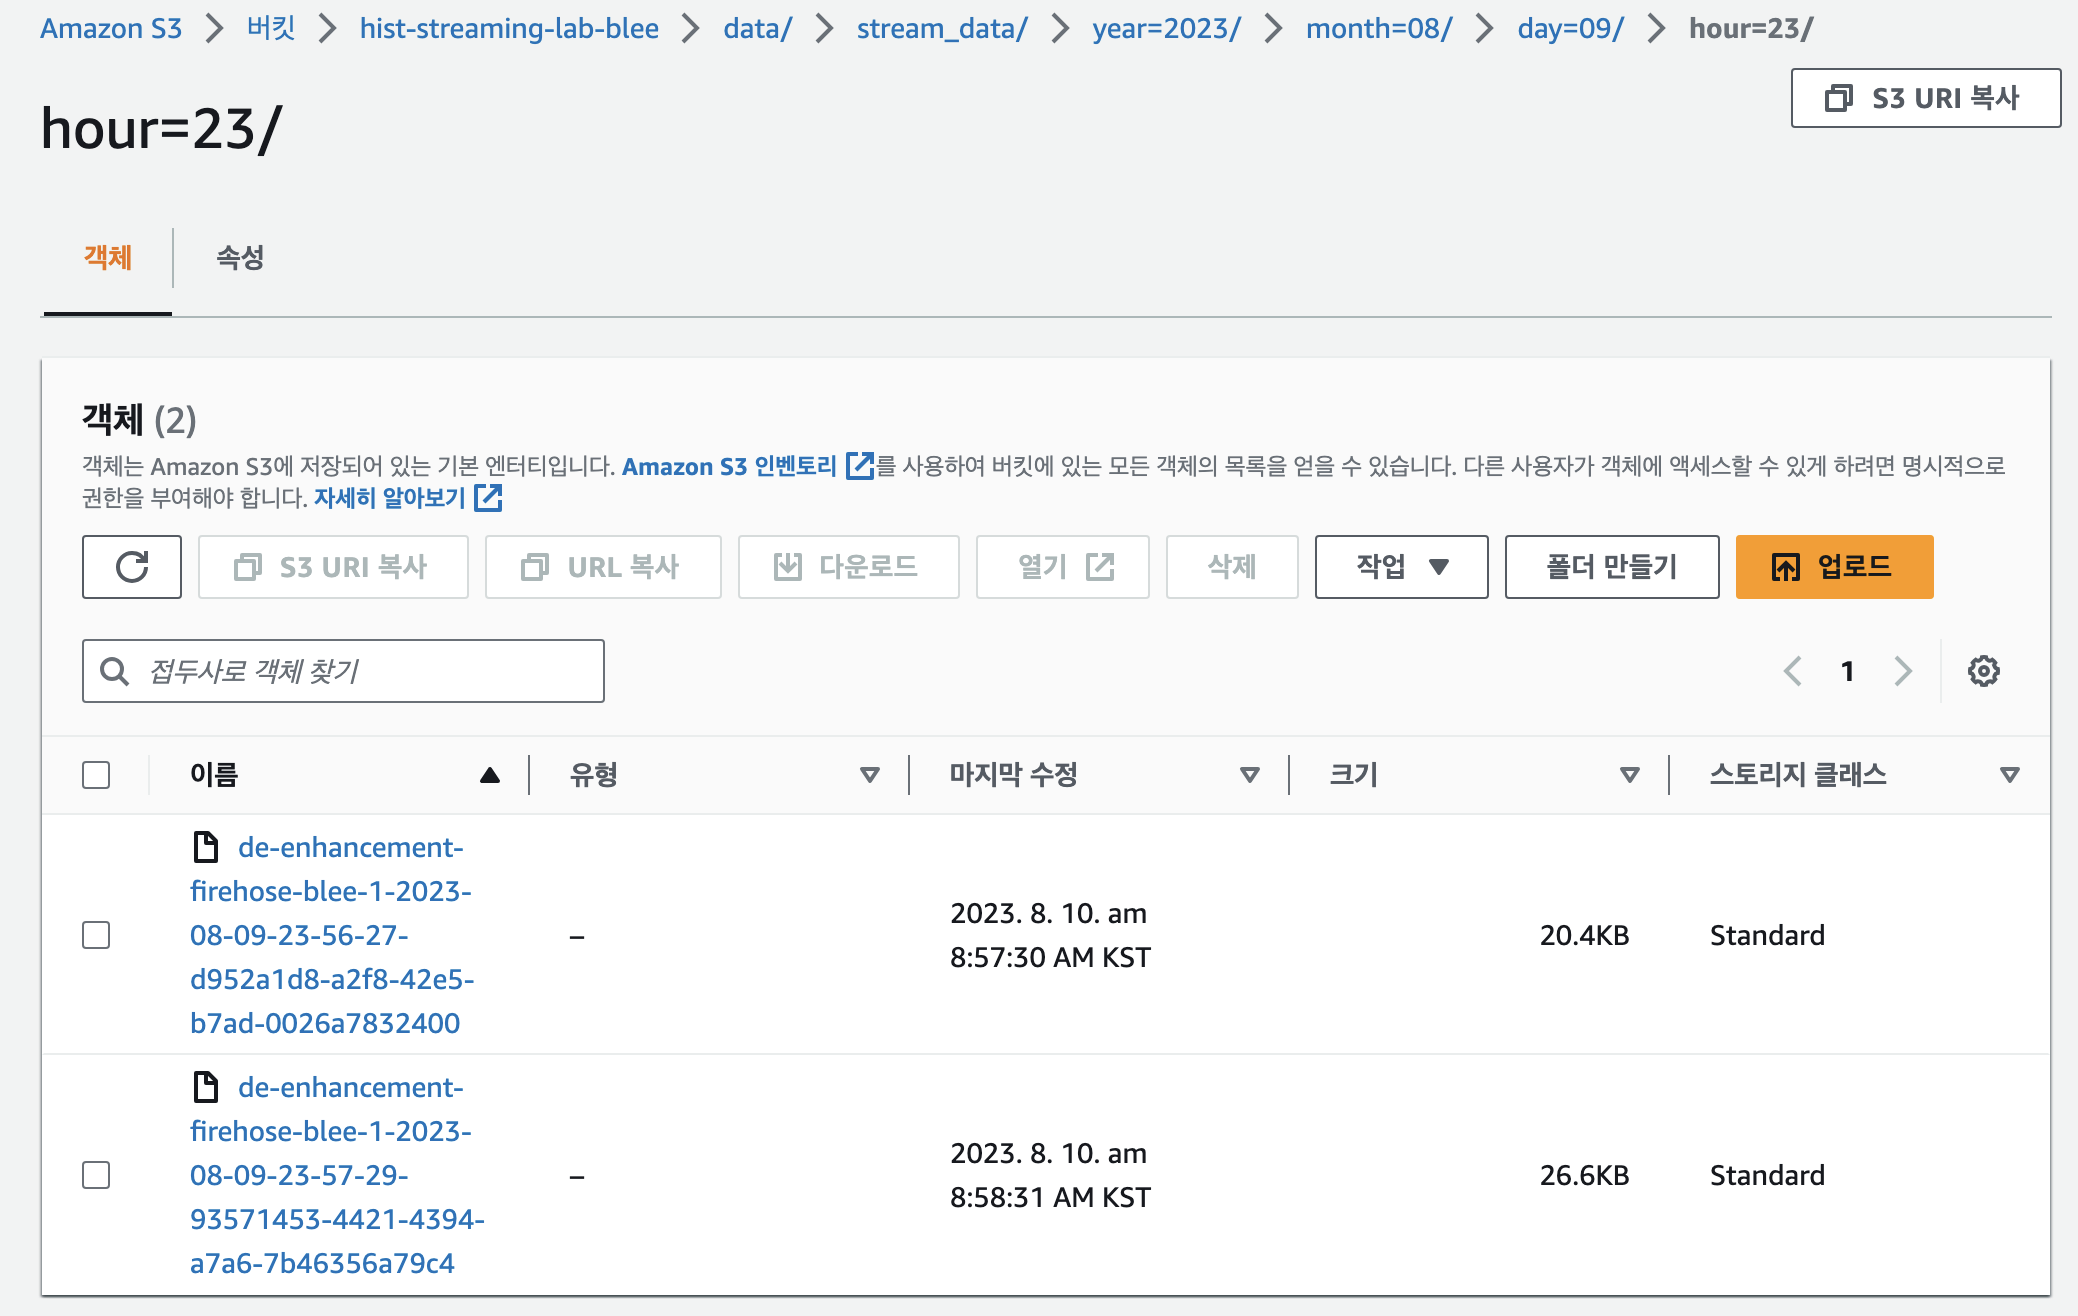 Amazon S3 > 버킷 > hist-streaming-lab-blee > data/ > stream_data/ > year=2023/ > month=08/ > day=09/ > hour=23/
S3 URI 복사
hour=23/
객체 속성
객체 (2)
객체는 Amazon S3에 저장되어 있는 기본 엔터티입니다. Amazon S3 인벤토리 를 사용하여 버킷에 있는 모든 객체의 목록을 얻을 수 있습니다. 다른 사용자가 객체에 액세스할 수 있게 하려면 명시적으로
권한을 부여해야 합니다. 자세히 알아보기
S3 URI 복사 URL 복사 다운로드 열기 삭제 작업 폴더 만들기 업로드
접두사로 객체 찾기 1
이름 유형 마지막 수정 크기 스토리지 클래스
de-enhancement-
firehose-blee-1-2023-
08-09-23-56-27-
d952a1d8-a2f8-42e5-
b7ad-0026a7832400
–
2023. 8. 10. am
8:57:30 AM KST
20.4KB
Standard
de-enhancement-
firehose-blee-1-2023-
08-09-23-57-29-
93571453-4421-4394-
a7a6-7b46356a79c4
–
2023. 8. 10. am
8:58:31 AM KST
26.6KB
Standard